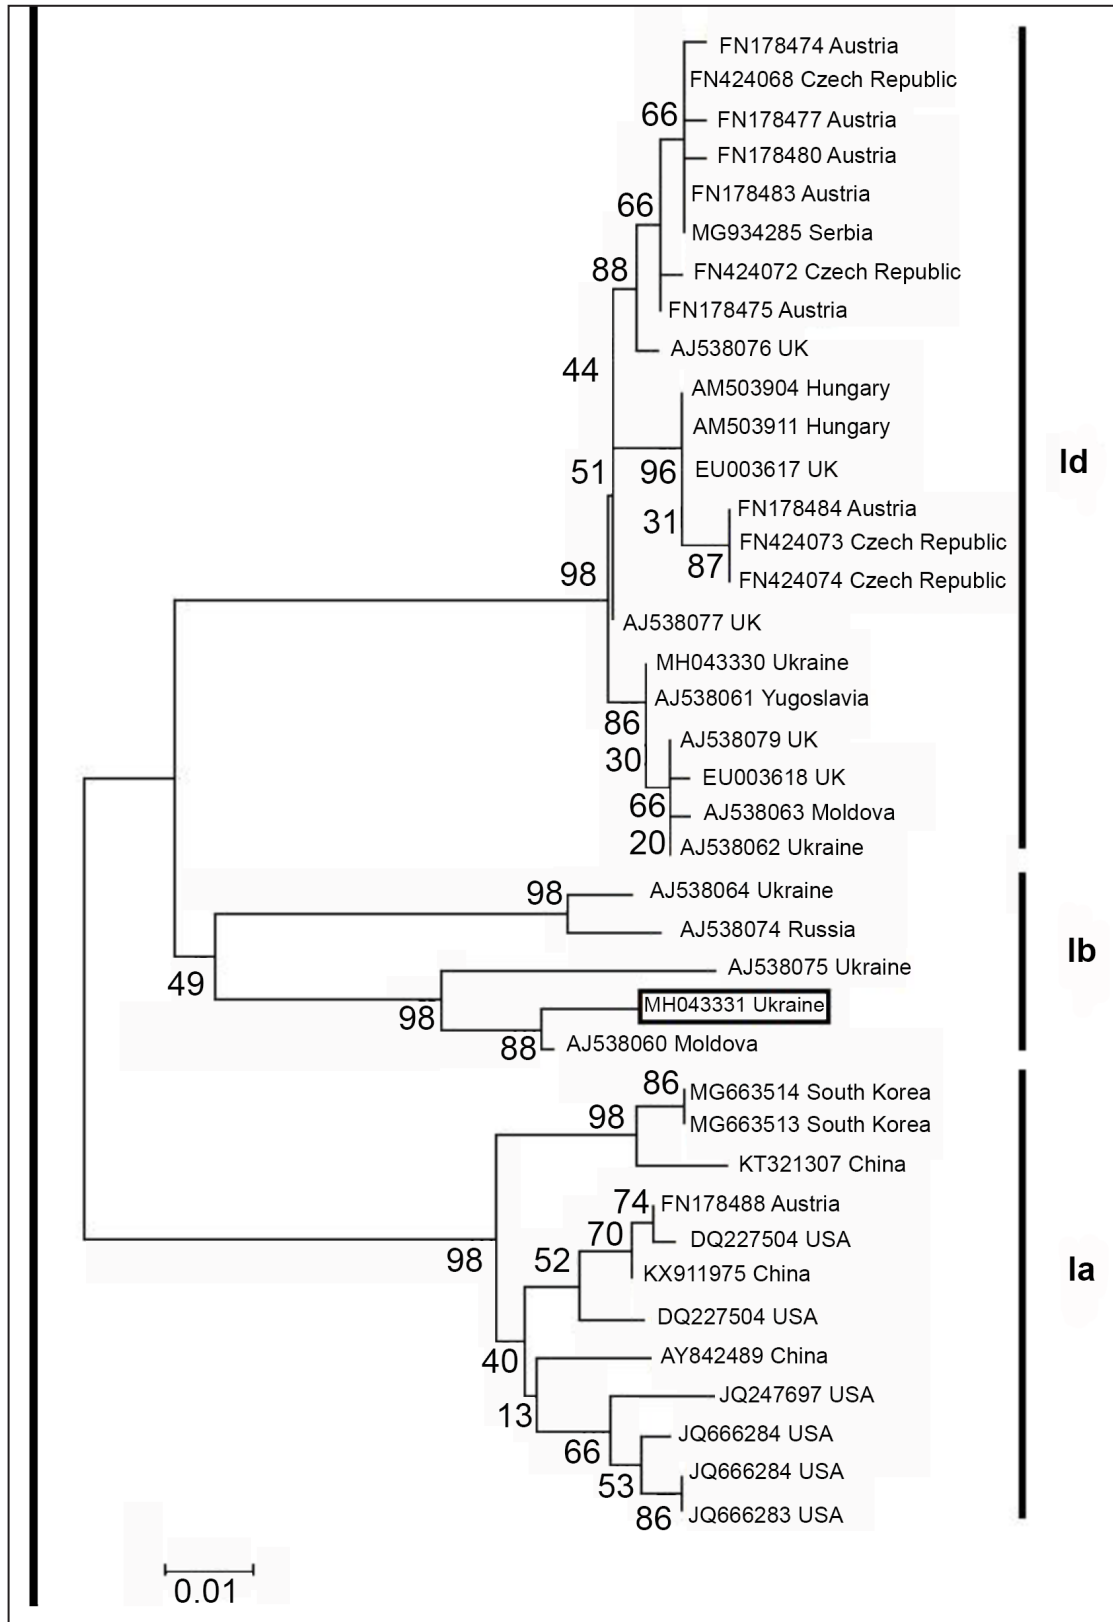 FN178474 Austria
FN424068 Czech Republic
66
FN178477 Austria
FN178480 Austria
FN178483 Austria
66
MG934285 Serbia
88
FN424072 Czech Republic
FN178475 Austria
AJ538076 UK
44
AM503904 Hungary
AM503911 Hungary
Id
51
96
EU003617 UK
31
FN178484 Austria
FN424073 Czech Republic
87
98
FN424074 Czech Republic
AJ538077 UK
MH043330 Ukraine
AJ538061 Yugoslavia
86
AJ538079 UK
30
EU003618 UK
66
AJ538063 Moldova
20
AJ538062 Ukraine
98
AJ538064 Ukraine
AJ538074 Russia
Ib
49
AJ538075 Ukraine
98
MH043331 Ukraine
88
AJ538060 Moldova
86
MG663514 South Korea
98
MG663513 South Korea
KT321307 China
74
FN178488 Austria
70
DQ227504 USA
98
52
KX911975 China
Ia
DQ227504 USA
40
AY842489 China
13
JQ247697 USA
66
JQ666284 USA
53
JQ666284 USA
86
JQ666283 USA
0.01